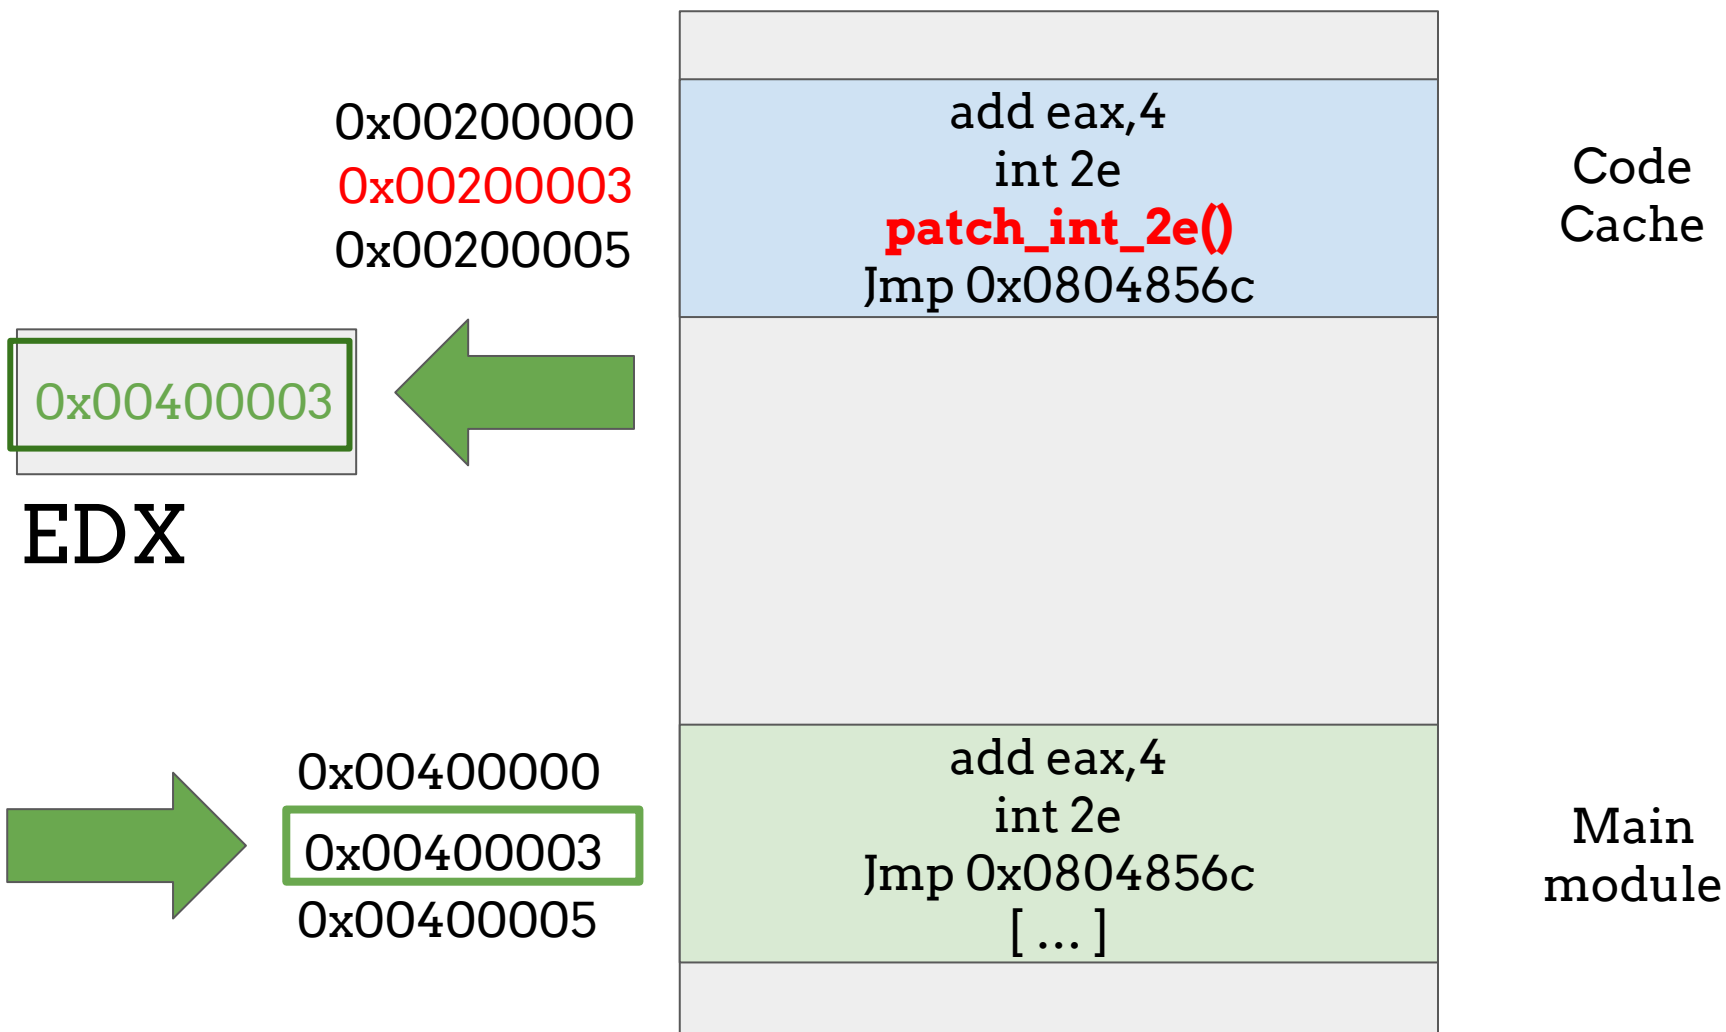 0x00200000
0x00200003
0x00200005
add eax,4
int 2e
patch_int_2e()
Jmp 0x0804856c
Code
Cache
0x00400003
EDX
0x00400000
0x00400003
0x00400005
add eax,4
int 2e
Jmp 0x0804856c
[ ... ]
Main
module